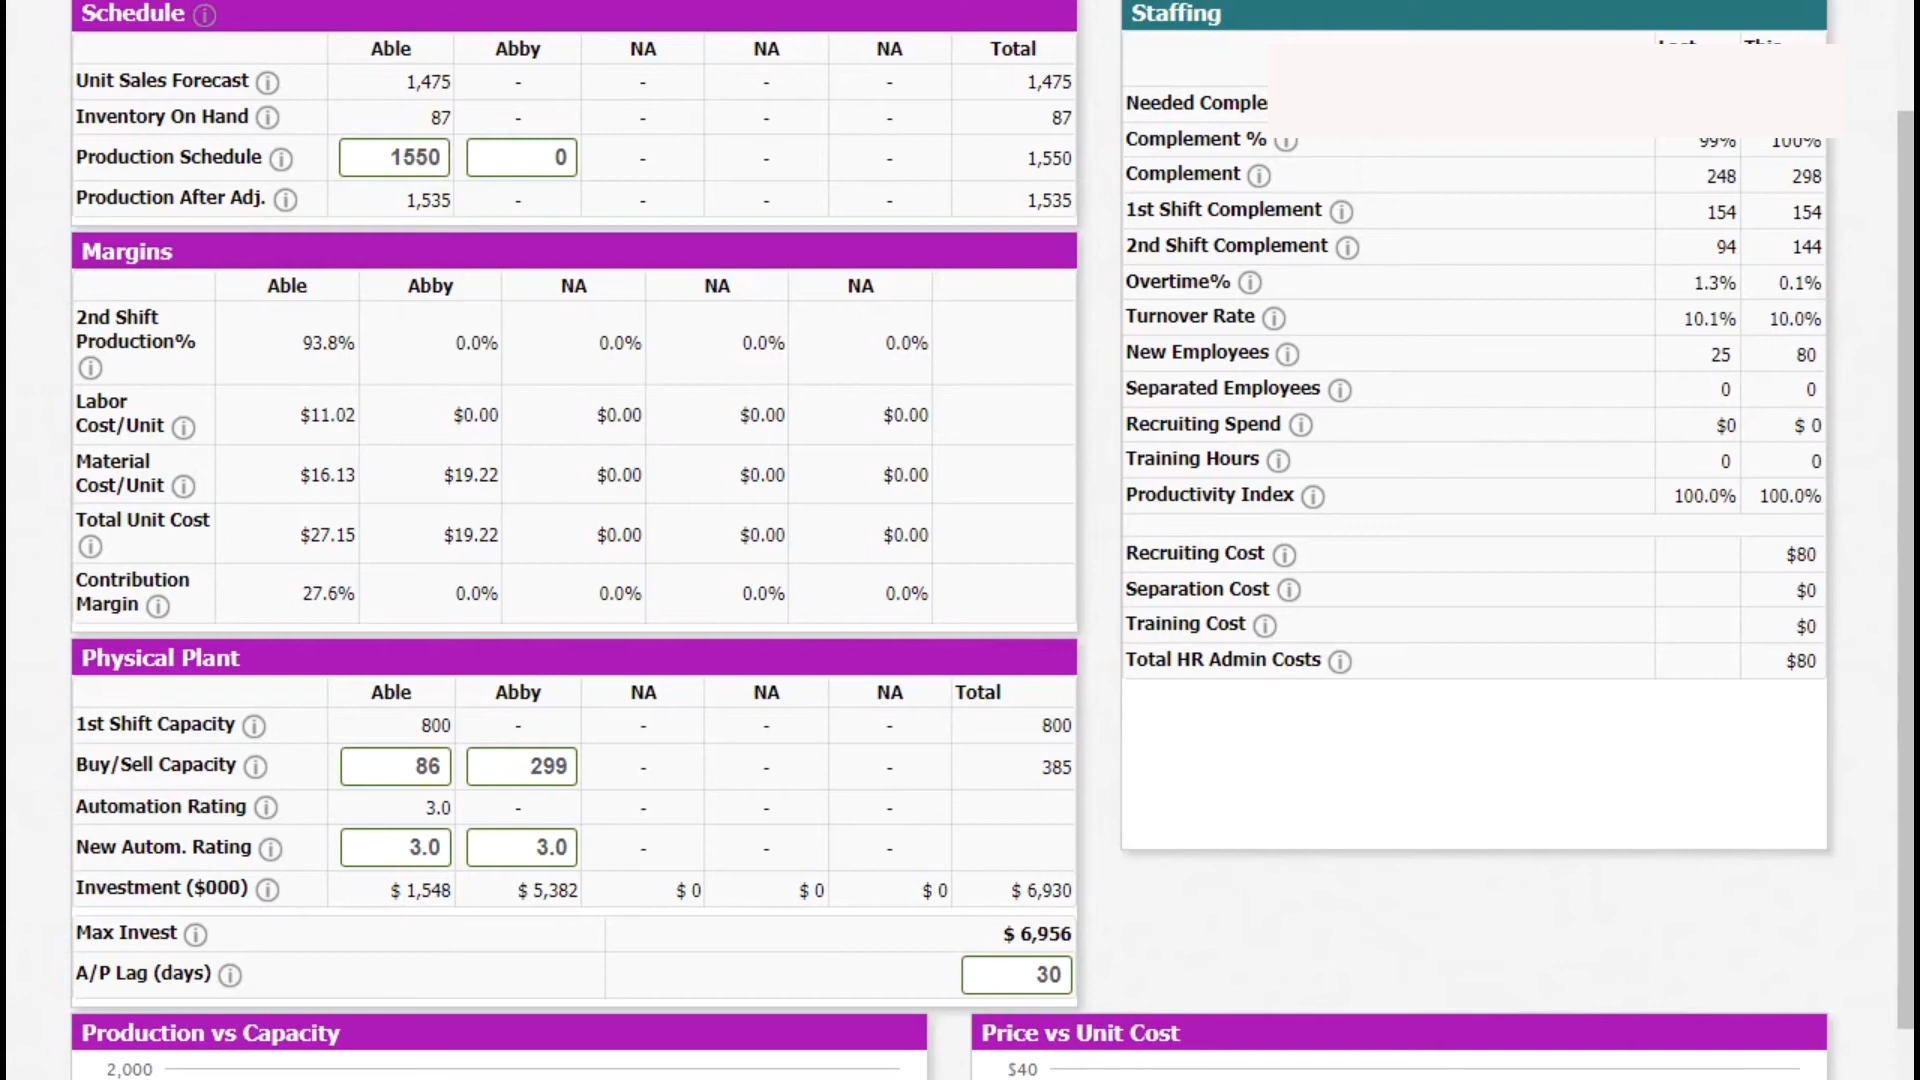 Schedule
Able Abby NA NA NA Total
Unit Sales Forecast 1,475 - - - - 1,475
Inventory On Hand 87 - - - - 87
Production Schedule 1550 0 - - - 1,550
Production After Adj. 1,535 - - - - 1,535
Margins
Able Abby NA NA NA
2nd Shift
Production% 93.8% 0.0% 0.0% 0.0% 0.0%
Labor
Cost/Unit $11.02 $0.00 $0.00 $0.00 $0.00
Material
Cost/Unit $16.13 $19.22 $0.00 $0.00 $0.00
Total Unit Cost $27.15 $19.22 $0.00 $0.00 $0.00
Contribution
Margin 27.6% 0.0% 0.0% 0.0% 0.0%
Physical Plant
Able Abby NA NA NA Total
1st Shift Capacity 800 - - - - 800
Buy/Sell Capacity 86 299 - - - 385
Automation Rating 3.0 - - - -
New Autom. Rating 3.0 3.0 - - -
Investment ($000) $ 1,548 $ 5,382 $ 0 $ 0 $ 0 $ 6,930
Max Invest $ 6,956
A/P Lag (days) 30
Production vs Capacity
2,000
Staffing
Needed Comple
Complement % 99% 100%
Complement 248 298
1st Shift Complement 154 154
2nd Shift Complement 94 144
Overtime% 1.3% 0.1%
Turnover Rate 10.1% 10.0%
New Employees 25 80
Separated Employees 0 0
Recruiting Spend $0 $ 0
Training Hours 0 0
Productivity Index 100.0% 100.0%
Recruiting Cost $80
Separation Cost $0
Training Cost $0
Total HR Admin Costs $80
Price vs Unit Cost
$40